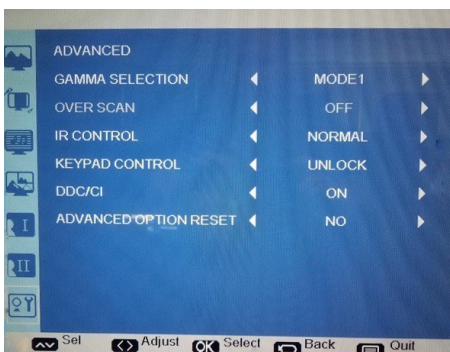 ADVANCED
GAMMA SELECTION MODE1
OVER SCAN OFF
IR CONTROL NORMAL
KEYPAD CONTROL UNLOCK
DDC/CI ON
ADVANCED OPTION RESET NO
I
II
Sel Adjust OK Select Back Quit